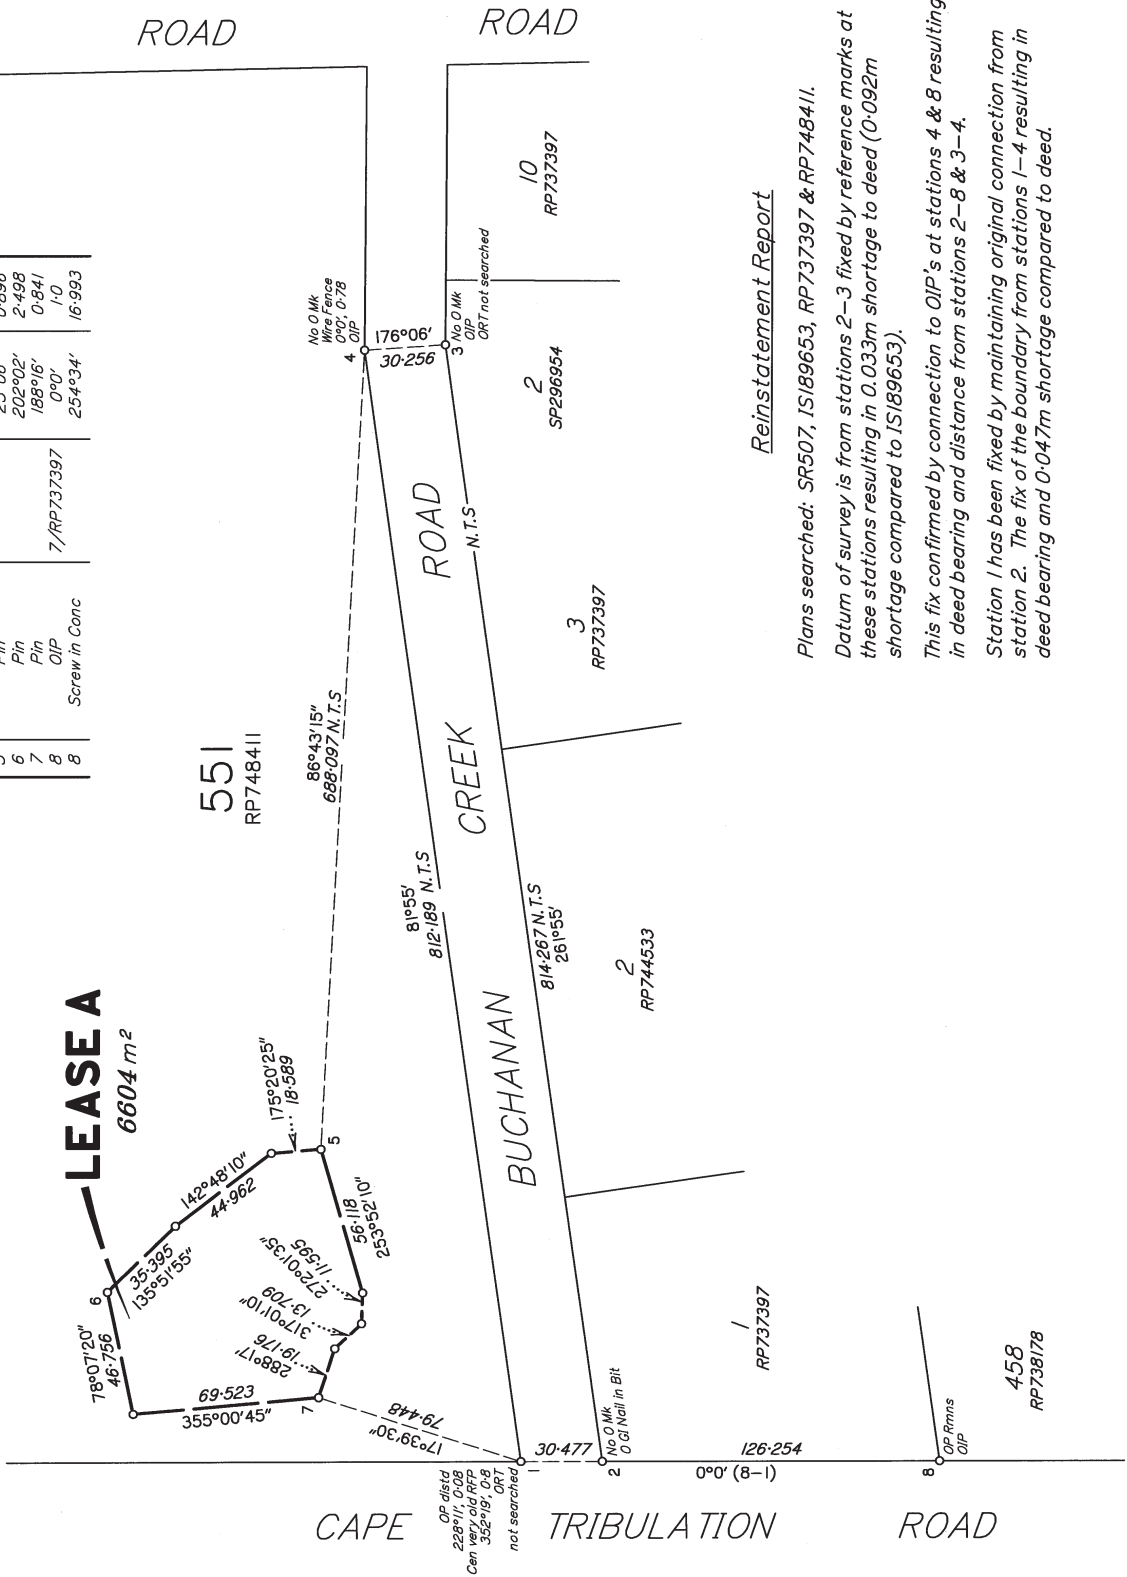 ROAD
ROAD
5
Pin
25°06'
0·896
6
Pin
202°02'
2·498
7
Pin
188°16'
0·841
8
OIP
7/RP737397
0°0'
1·0
8
Screw in Conc
254°34'
16·993
LEASE A
6604 m²
551
RP748411
78°07'20"
46·756
6
35·395
135°51'55"
142°48'10"
44·962
175°20'25"
18·589
5
56·118
253°52'10"
272°01'35"
11·595
317°01'10"
13·709
288°17'
19·176
69·523
355°00'45"
7
17°39'30"
79·448
86°43'15"
688·097 N.T.S
81°55'
812·189 N.T.S
814·267 N.T.S
261°55'
BUCHANAN CREEK ROAD
N.T.S
No O Mk
Wire Fence
0°0', 0·78
OIP
4
176°06'
30·256
3
No O Mk
OIP
ORT not searched
10
RP737397
2
SP296954
3
RP737397
2
RP744533
1
RP737397
458
RP738178
OP distd
228°11', 0·08
Cen very old RFP
352°19', 0·8
ORT
not searched
1
30·477
2
No O Mk
O GI Nail in Bit
126·254
0°0' (8-1)
8
OP Rmns
OIP
CAPE TRIBULATION ROAD
Reinstatement Report
Plans searched: SR507, IS189653, RP737397 & RP748411.
Datum of survey is from stations 2-3 fixed by reference marks at
these stations resulting in 0.033m shortage to deed (0·092m
shortage compared to IS189653).
This fix confirmed by connection to OIP's at stations 4 & 8 resulting
in deed bearing and distance from stations 2-8 & 3-4.
Station 1 has been fixed by maintaining original connection from
station 2. The fix of the boundary from stations 1-4 resulting in
deed bearing and 0·047m shortage compared to deed.